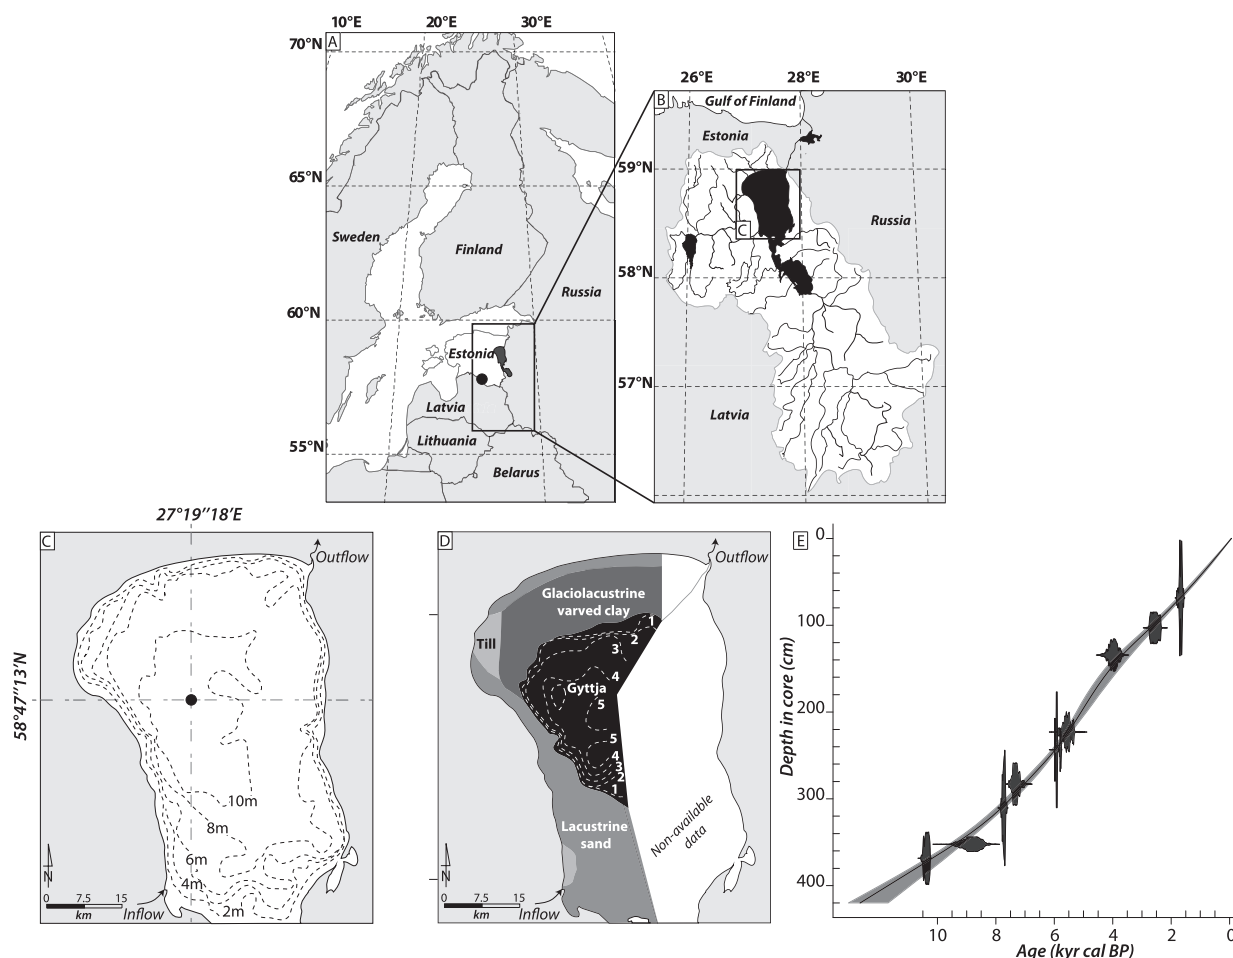 10°E 20°E 30°E
70°N
A
65°N
Sweden
Finland
Russia
60°N
Estonia
Latvia
Lithuania
55°N
Belarus
26°E 28°E 30°E
B
Gulf of Finland
Estonia
59°N
Russia
C
58°N
57°N
Latvia
27°19’’18’E
C
Outflow
58°47’’13’N
10m
8m
6m
4m
2m
N
0 7.5 15
km
Inflow
D
Outflow
Glaciolacustrine
varved clay
Till
1
2
3
4
Gyttja
5
5
4
3
2
1
Lacustrine
sand
Non-available
data
N
0 7.5 15
km
Inflow
E
0
100
200
300
400
Depth in core (cm)
10 8 6 4 2 0
Age (kyr cal BP)